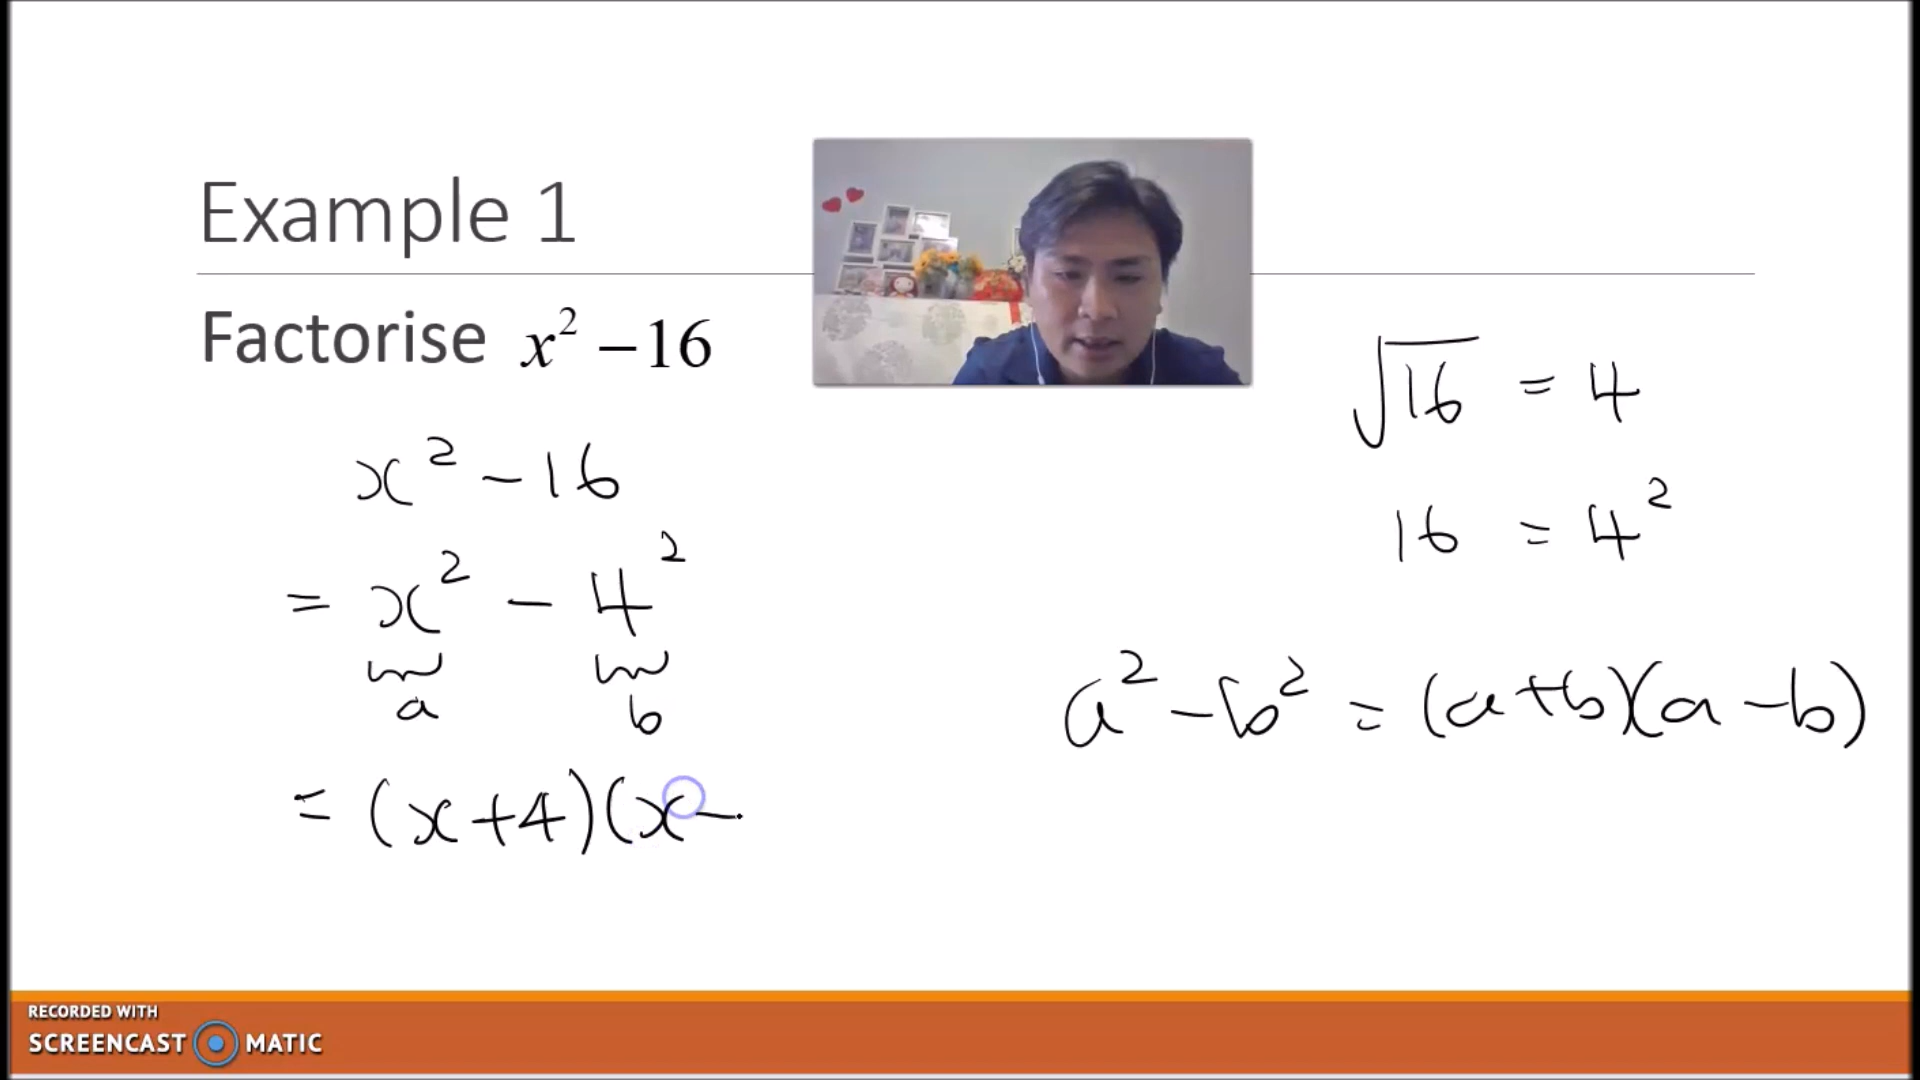 Example 1
Factorise x² −16
x² − 16
= x² − 4²
a b
= (x+4)(x−
√16 = 4
16 = 4²
a² − b² = (a+b)(a−b)
RECORDED WITH
SCREENCAST MATIC